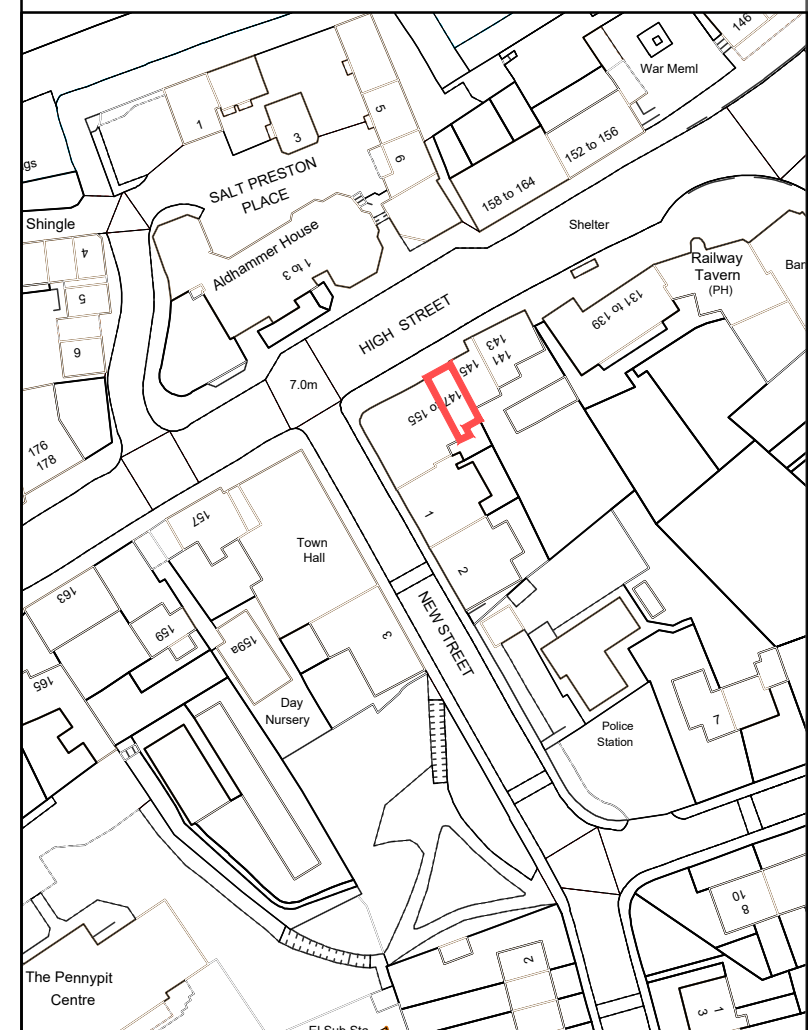 146
War Meml
1
3
5
6
152 to 156
158 to 164
SALT PRESTON
PLACE
gs
Shingle
4
5
6
Aldhammer House
1 to 3
Shelter
Railway
Tavern
(PH)
Bar
HIGH STREET
131 to 139
143
141
145
147 to 155
7.0m
176
178
1
2
157
Town
Hall
163
159
159a
165
3
NEW STREET
Day
Nursery
Police
Station
7
8
10
The Pennypit
Centre
2
1
3
El Sub Sta